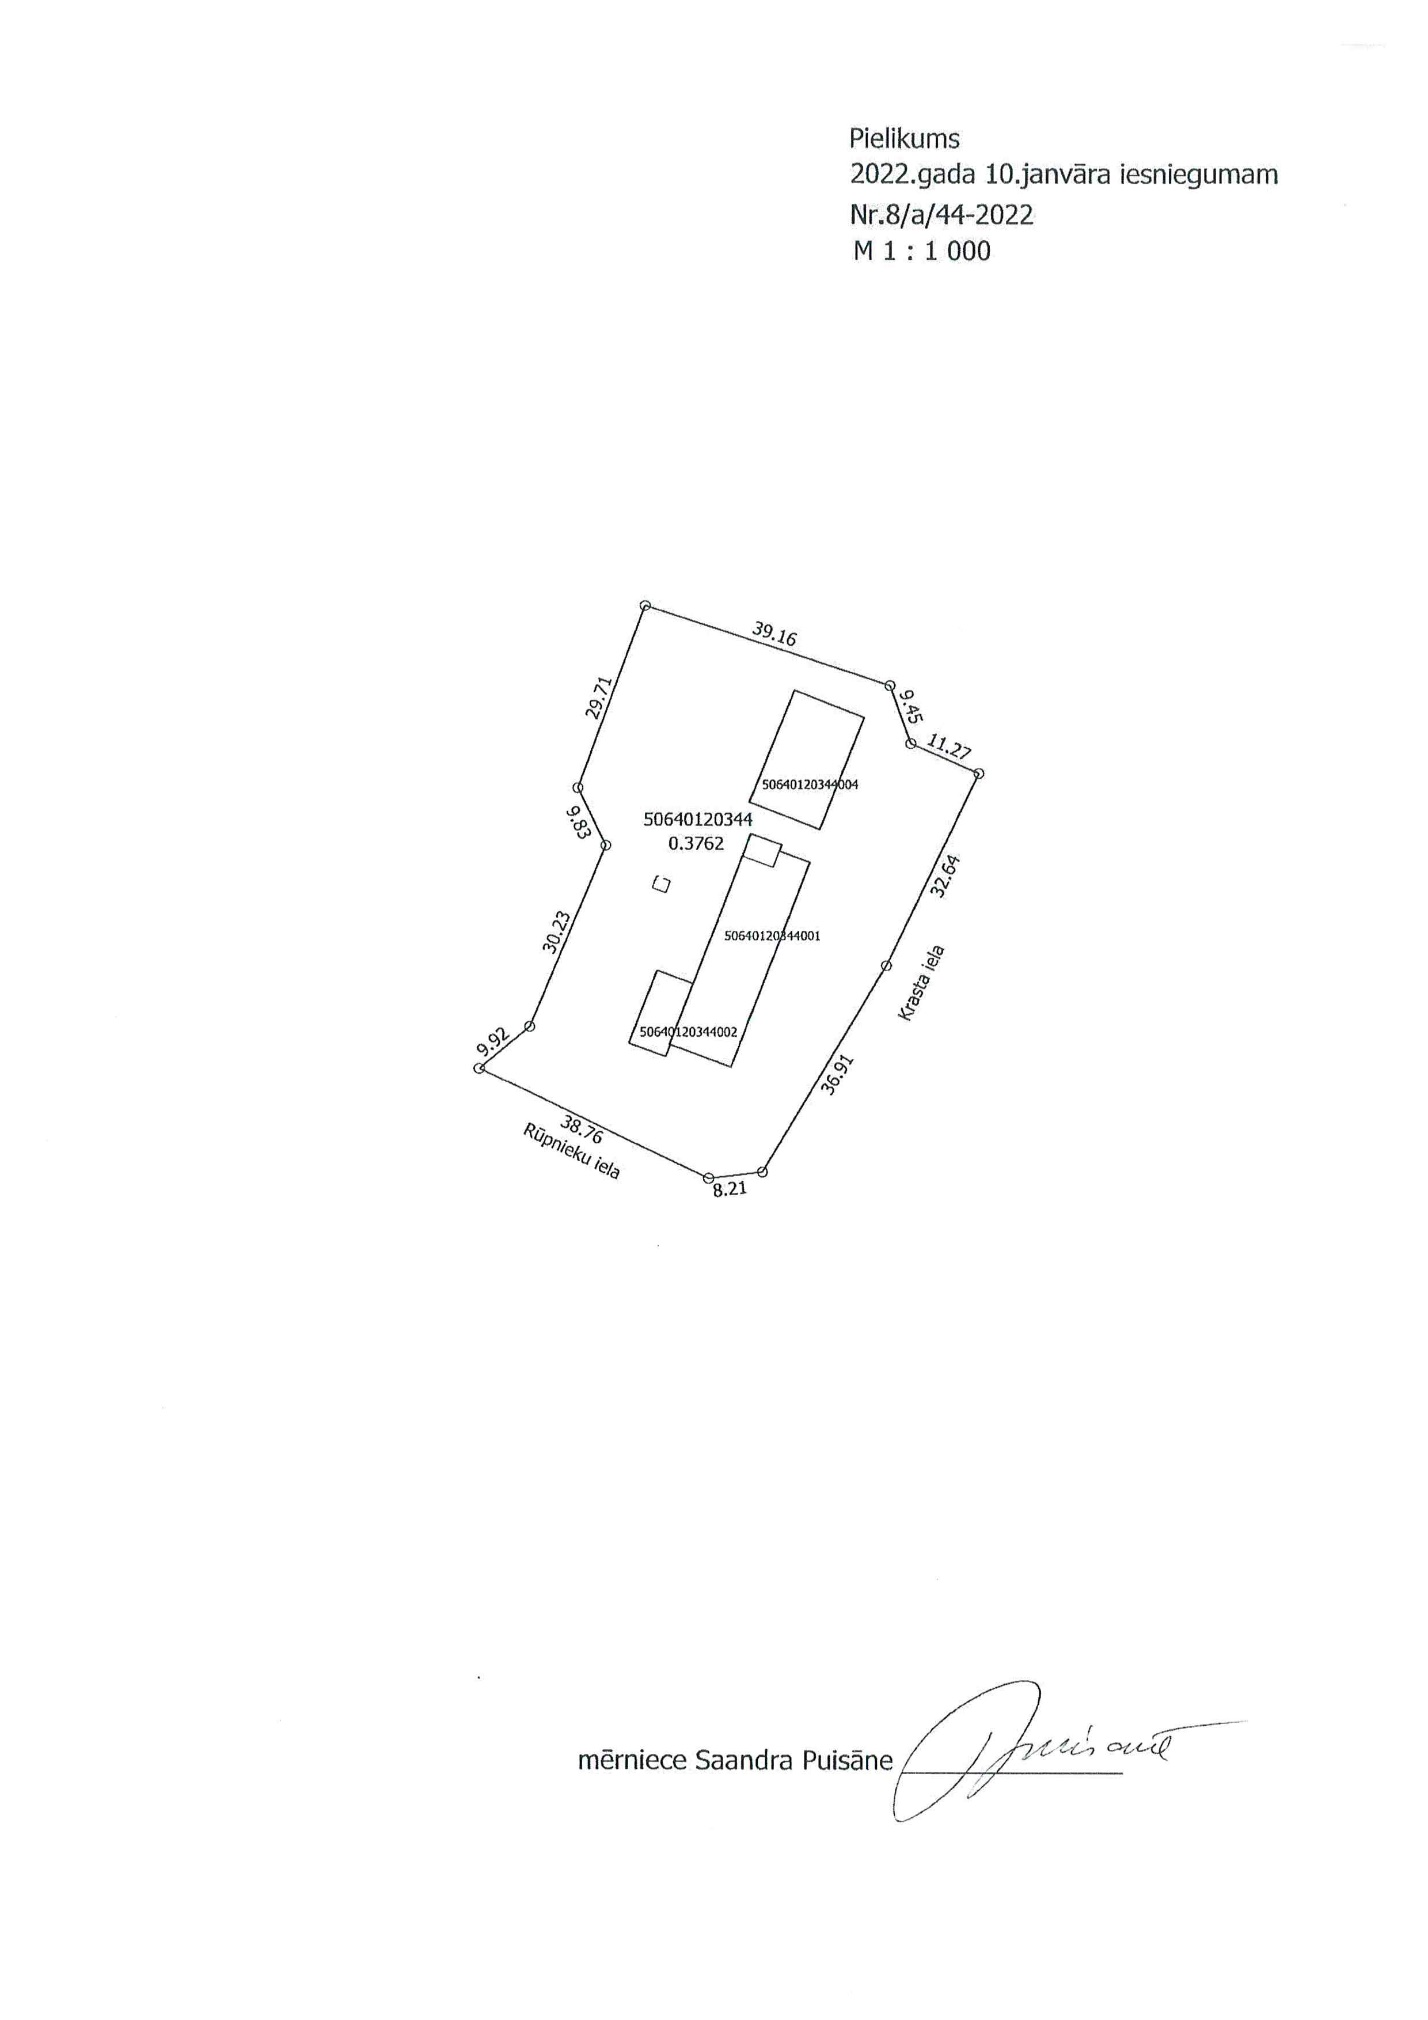 Pielikums
2022.gada 10.janvāra iesniegumam
Nr.8/a/44-2022
M 1 : 1 000
39.16
9.45
29.71
11.27
50640120344004
50640120344
0.3762
9.83
32.64
30.23
50640120344001
Krasta iela
50640120344002
9.92
36.91
38.76
Rūpnieku iela
8.21
mērniece Saandra Puisāne